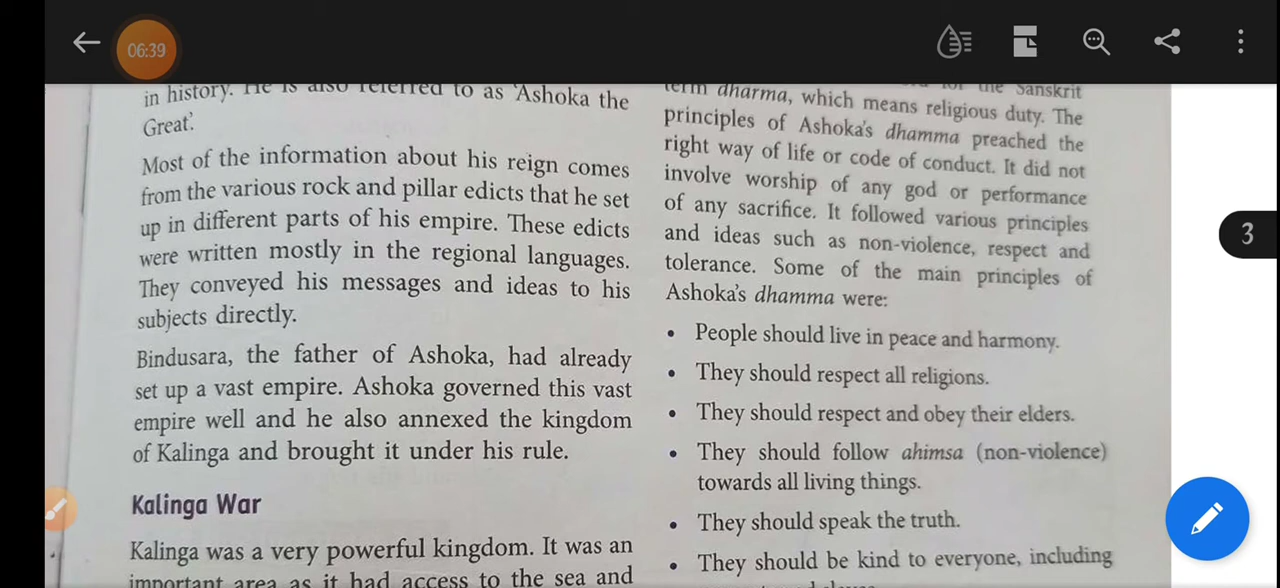 06:39
in history. He is also referred to as 'Ashoka the
Great'.
Most of the information about his reign comes
from the various rock and pillar edicts that he set
up in different parts of his empire. These edicts
were written mostly in the regional languages.
They conveyed his messages and ideas to his
subjects directly.
Bindusara, the father of Ashoka, had already
set up a vast empire. Ashoka governed this vast
empire well and he also annexed the kingdom
of Kalinga and brought it under his rule.
Kalinga War
Kalinga was a very powerful kingdom. It was an
important area as it had access to the sea and
the Sanskrit
term dharma, which means religious duty. The
principles of Ashoka's dhamma preached the
right way of life or code of conduct. It did not
involve worship of any god or performance
of any sacrifice. It followed various principles
and ideas such as non-violence, respect and
tolerance. Some of the main principles of
Ashoka's dhamma were:
• People should live in peace and harmony.
• They should respect all religions.
• They should respect and obey their elders.
• They should follow ahimsa (non-violence)
towards all living things.
• They should speak the truth.
• They should be kind to everyone, including
3